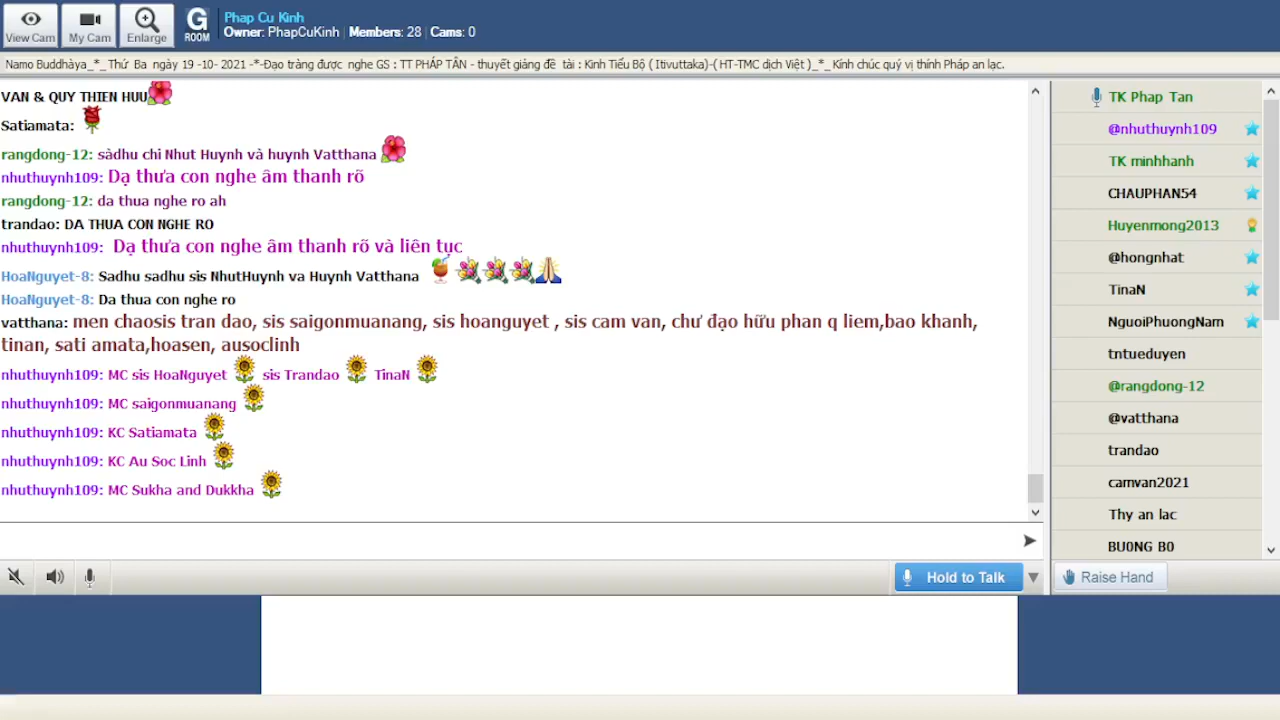 View Cam
My Cam
Enlarge
G
ROOM
Phap Cu Kinh
Owner: PhapCuKinh | Members: 28 | Cams: 0
Namo Buddhàya_*_Thứ Ba ngày 19 -10- 2021 -*-Đạo tràng được nghe GS : TT PHÁP TÂN - thuyết giảng đề tài : Kinh Tiểu Bộ ( Itivuttaka)-( HT-TMC dịch Việt )_*_ Kính chúc quý vị thính Pháp an lạc.
VAN & QUY THIEN HUU
Satiamata:
rangdong-12: sàdhu chi Nhut Huynh và huynh Vatthana
nhuthuynh109: Dạ thưa con nghe âm thanh rõ
rangdong-12: da thua nghe ro ah
trandao: DA THUA CON NGHE RO
nhuthuynh109: Dạ thưa con nghe âm thanh rõ và liên tục
HoaNguyet-8: Sadhu sadhu sis NhutHuynh va Huynh Vatthana
HoaNguyet-8: Da thua con nghe ro
vatthana: men chaosis tran dao, sis saigonmuanang, sis hoanguyet , sis cam van, chư đạo hữu phan q liem,bao khanh,
tinan, sati amata,hoasen, ausoclinh
nhuthuynh109: MC sis HoaNguyet sis Trandao TinaN
nhuthuynh109: MC saigonmuanang
nhuthuynh109: KC Satiamata
nhuthuynh109: KC Au Soc Linh
nhuthuynh109: MC Sukha and Dukkha
Hold to Talk
TK Phap Tan
@nhuthuynh109
TK minhhanh
CHAUPHAN54
Huyenmong2013
@hongnhat
TinaN
NguoiPhuongNam
tntueduyen
@rangdong-12
@vatthana
trandao
camvan2021
Thy an lac
BU0NG B0
Raise Hand